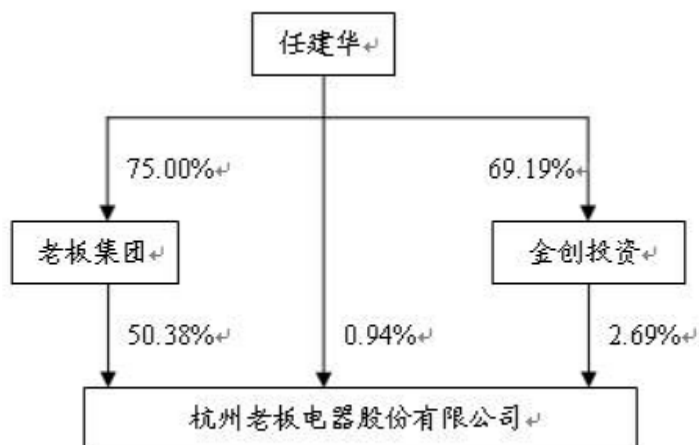 任建华
75.00%
69.19%
老板集团
金创投资
50.38%
0.94%
2.69%
杭州老板电器股份有限公司